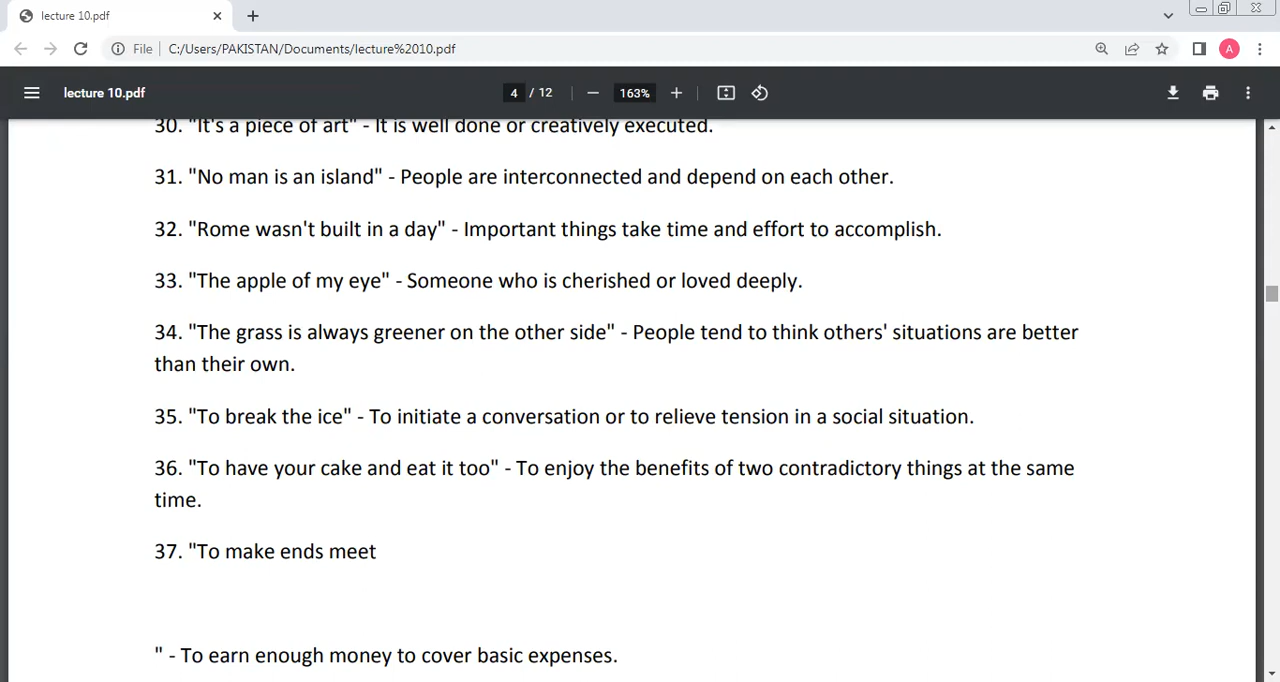 lecture 10.pdf
File
C:/Users/PAKISTAN/Documents/lecture%2010.pdf
A
lecture 10.pdf
4 / 12
163%
30. "It's a piece of art" - It is well done or creatively executed.
31. "No man is an island" - People are interconnected and depend on each other.
32. "Rome wasn't built in a day" - Important things take time and effort to accomplish.
33. "The apple of my eye" - Someone who is cherished or loved deeply.
34. "The grass is always greener on the other side" - People tend to think others' situations are better
than their own.
35. "To break the ice" - To initiate a conversation or to relieve tension in a social situation.
36. "To have your cake and eat it too" - To enjoy the benefits of two contradictory things at the same
time.
37. "To make ends meet
" - To earn enough money to cover basic expenses.